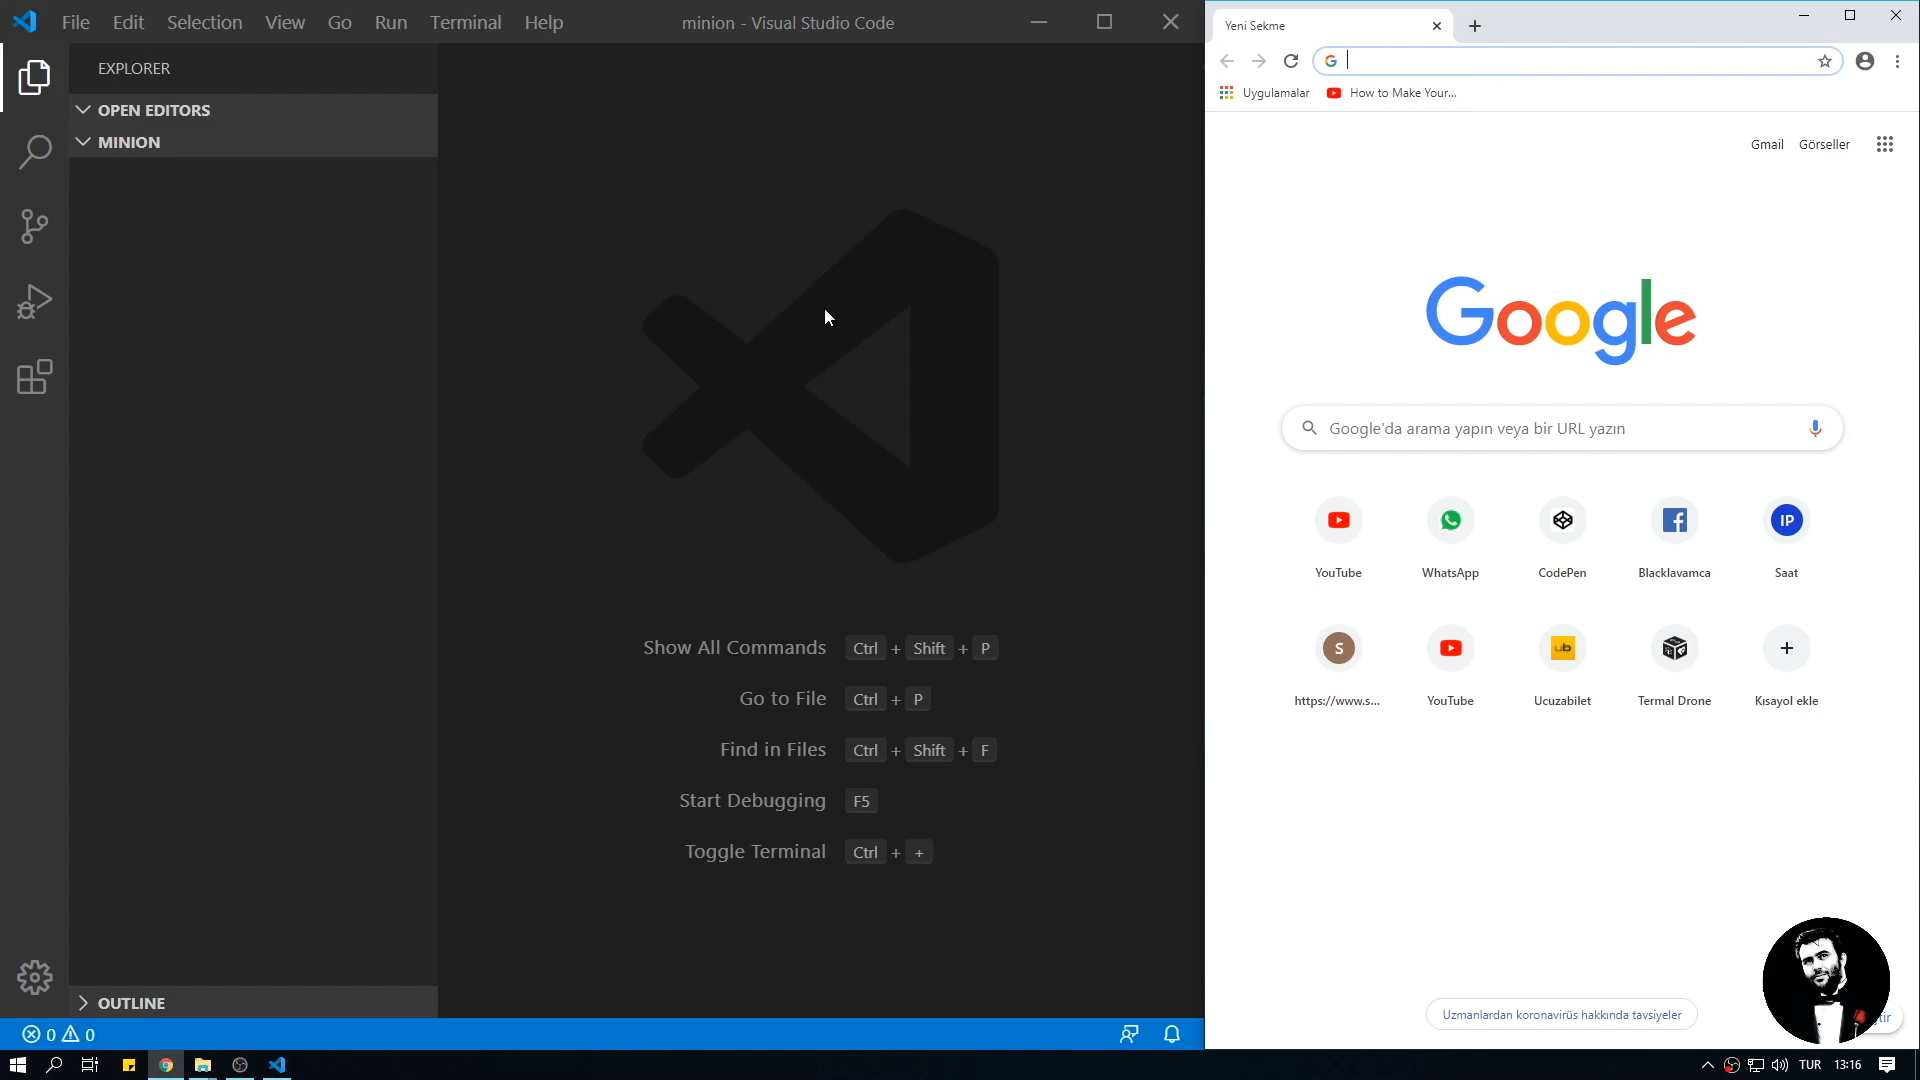 File Edit Selection View Go Run Terminal Help
minion - Visual Studio Code
EXPLORER
OPEN EDITORS
MINION
Show All Commands Ctrl + Shift + P
Go to File Ctrl + P
Find in Files Ctrl + Shift + F
Start Debugging F5
Toggle Terminal Ctrl + +
OUTLINE
0 0
Yeni Sekme
Uygulamalar How to Make Your...
Gmail Görseller
Google
Google'da arama yapın veya bir URL yazın
IP
YouTube WhatsApp CodePen Blacklavamca Saat
S ub
https://www.s... YouTube Ucuzabilet Termal Drone Kısayol ekle
Uzmanlardan koronavirüs hakkında tavsiyeler
TUR 13:16